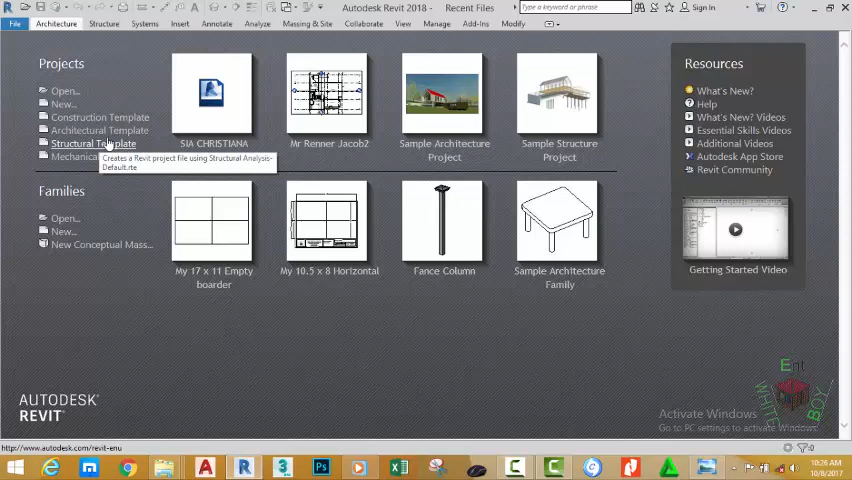 Autodesk Revit 2018 -
Recent Files
Type a keyword or phrase
Sign In
File
Architecture
Structure
Systems
Insert
Annotate
Analyze
Massing & Site
Collaborate
View
Manage
Add-Ins
Modify
Projects
Open...
New...
Construction Template
Architectural Template
Structural Template
Mechanica
Creates a Revit project file using Structural Analysis-
Default.rte
SIA CHRISTIANA
Mr Renner Jacob2
Sample Architecture
Project
Sample Structure
Project
Families
Open...
New...
New Conceptual Mass...
My 17 x 11 Empty
boarder
My 10.5 x 8 Horizontal
Fance Column
Sample Architecture
Family
Resources
What's New?
Help
What's New? Videos
Essential Skills Videos
Additional Videos
Autodesk App Store
Revit Community
Getting Started Video
AUTODESK®
REVIT®
Ent
WHITE
BOY
Activate Windows
Go to PC settings to activate Windows.
http://www.autodesk.com/revit-enu
:0
10:26 AM
10/8/2017